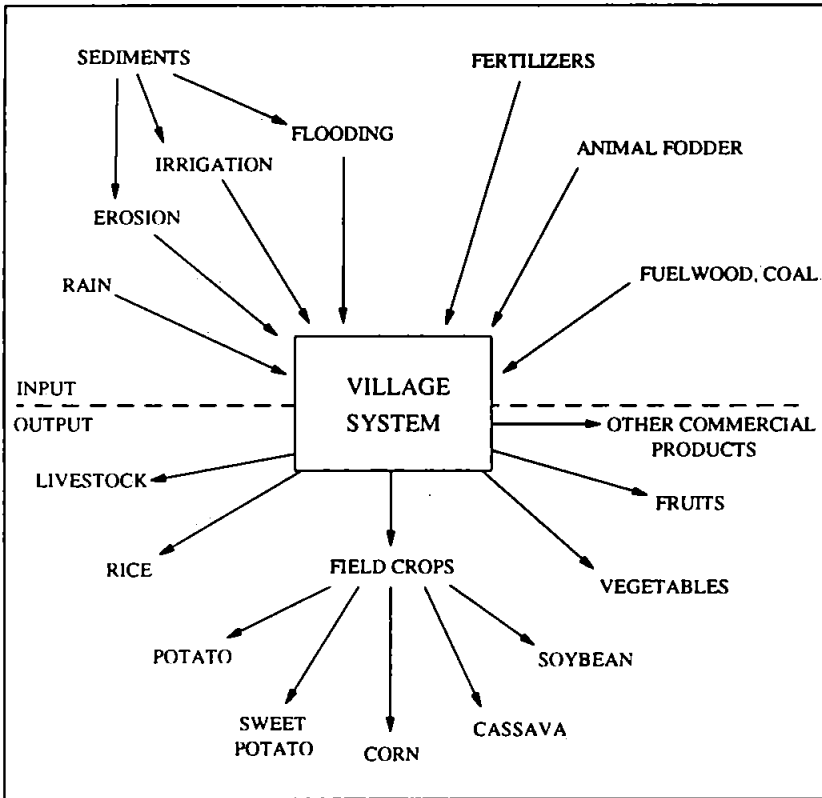 SEDIMENTS
FERTILIZERS
FLOODING
IRRIGATION
ANIMAL FODDER
EROSION
RAIN
FUELWOOD, COAL
VILLAGE
SYSTEM
INPUT
OUTPUT
OTHER COMMERCIAL
PRODUCTS
LIVESTOCK
FRUITS
RICE
FIELD CROPS
VEGETABLES
POTATO
SOYBEAN
SWEET
POTATO
CORN
CASSAVA